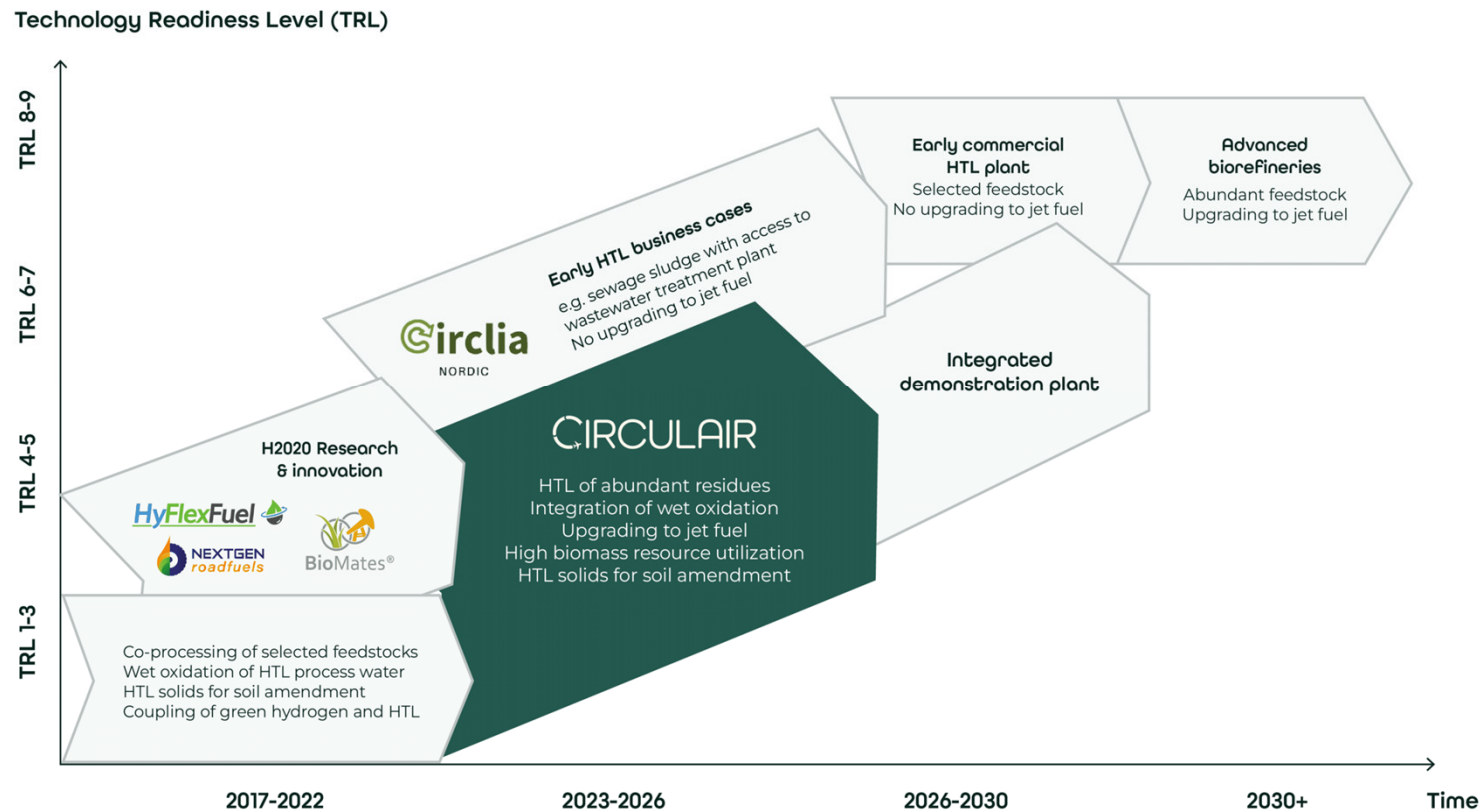 Technology Readiness Level (TRL)
TRL 8-9
TRL 6-7
TRL 4-5
TRL 1-3
Early commercial
HTL plant
Selected feedstock
No upgrading to jet fuel
Advanced
biorefineries
Abundant feedstock
Upgrading to jet fuel
Early HTL business cases
e.g. sewage sludge with access to
wastewater treatment plant
No upgrading to jet fuel
Circlia
NORDIC
Integrated
demonstration plant
H2020 Research
& innovation
HyFlexFuel
NEXTGEN
roadfuels
BioMates®
CIRCULAIR
HTL of abundant residues
Integration of wet oxidation
Upgrading to jet fuel
High biomass resource utilization
HTL solids for soil amendment
Co-processing of selected feedstocks
Wet oxidation of HTL process water
HTL solids for soil amendment
Coupling of green hydrogen and HTL
2017-2022
2023-2026
2026-2030
2030+
Time